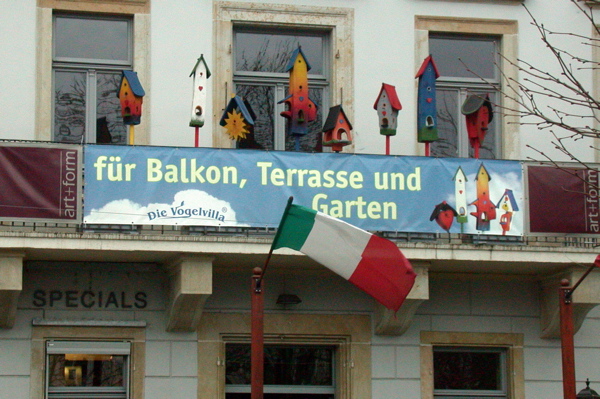 für Balkon, Terrasse und
Garten
Die Vogelvilla
art+form
art+form
SPECIALS